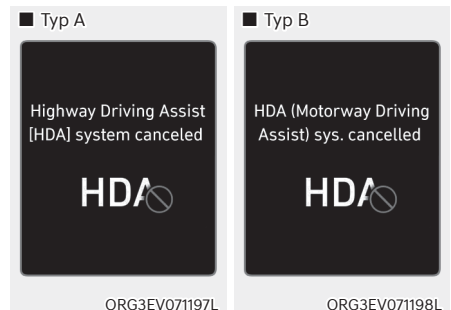 ■ Typ A
Highway Driving Assist
[HDA] system canceled
HDA
ORG3EV071197L
■ Typ B
HDA (Motorway Driving
Assist) sys. cancelled
HDA
ORG3EV071198L